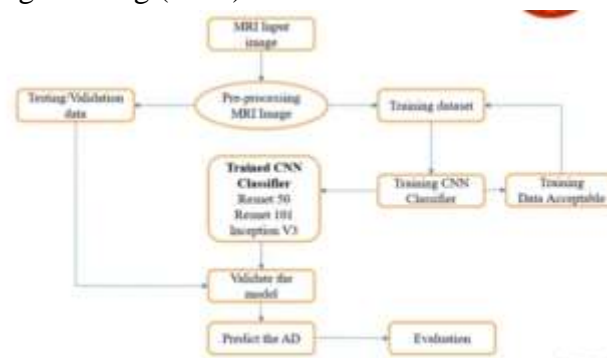 MRI Input
image
Testing/Validation
data
Pre-processing
MRI Image
Training dataset
Trained CNN
Classifier
Resnet 50
Resnet 101
Inception V3
Training CNN
Classifier
Training
Data Acceptable
Validate the
model
Predict the AD
Evaluation